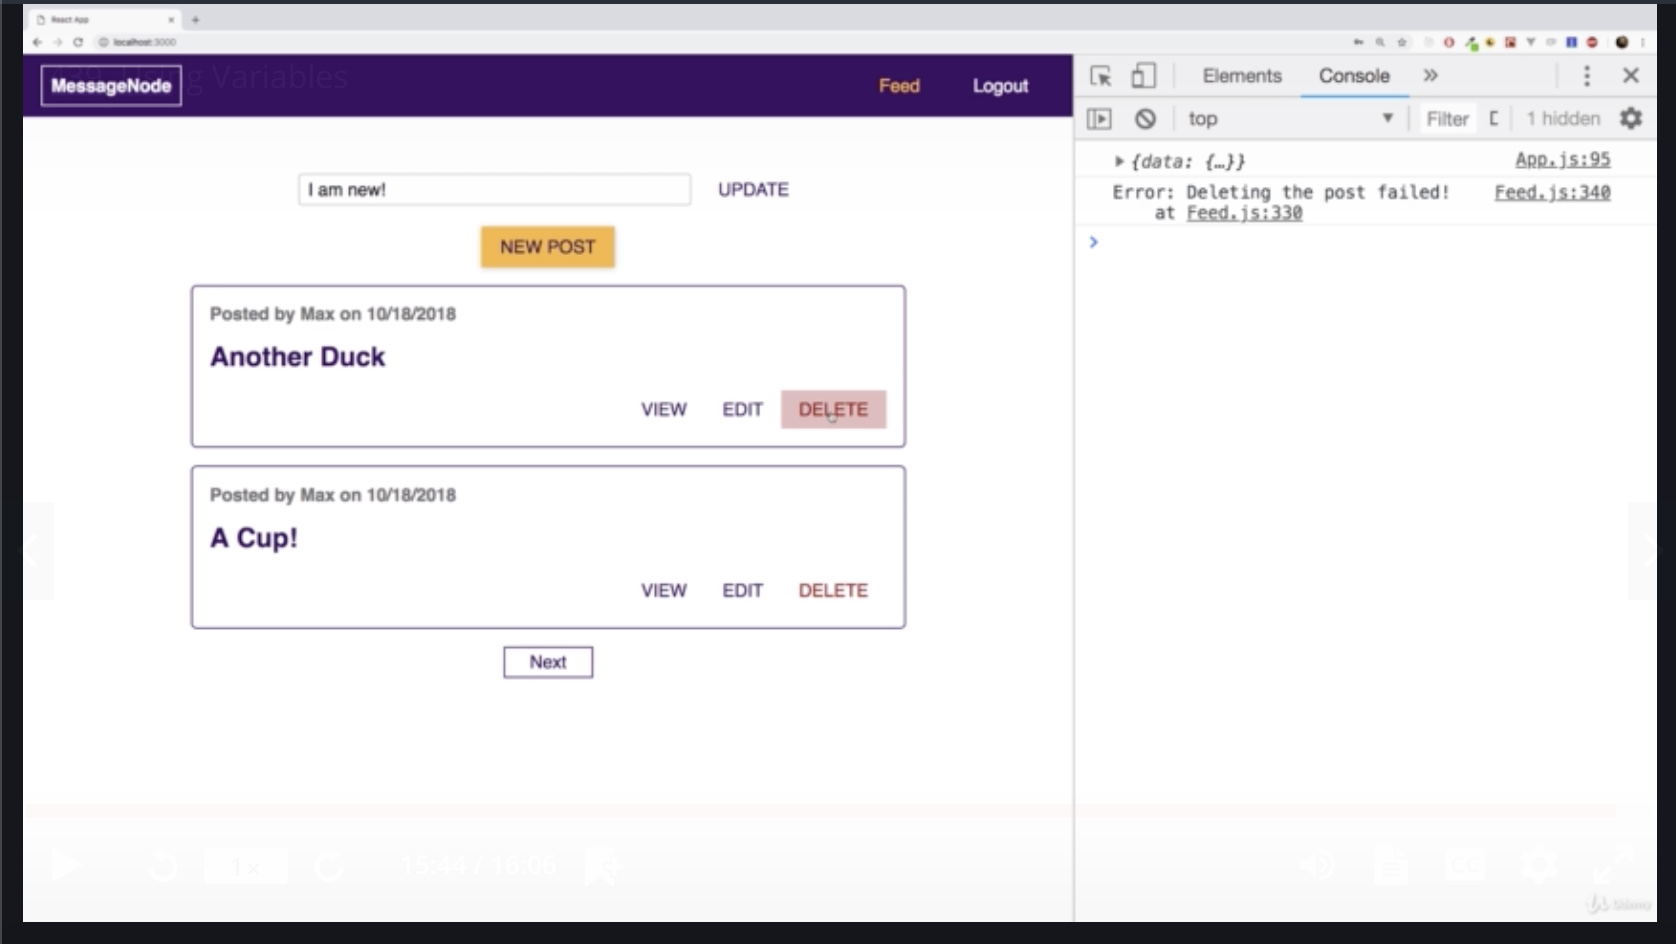 React App
localhost:3000
MessageNode
g Variables
Feed
Logout
I am new!
UPDATE
NEW POST
Posted by Max on 10/18/2018
Another Duck
VIEW EDIT DELETE
Posted by Max on 10/18/2018
A Cup!
VIEW EDIT DELETE
Next
Elements Console »
top Filter 1 hidden
{data: {…}} App.js:95
Error: Deleting the post failed! Feed.js:340
at Feed.js:330
1x
15:44 / 16:06
CC
Udemy